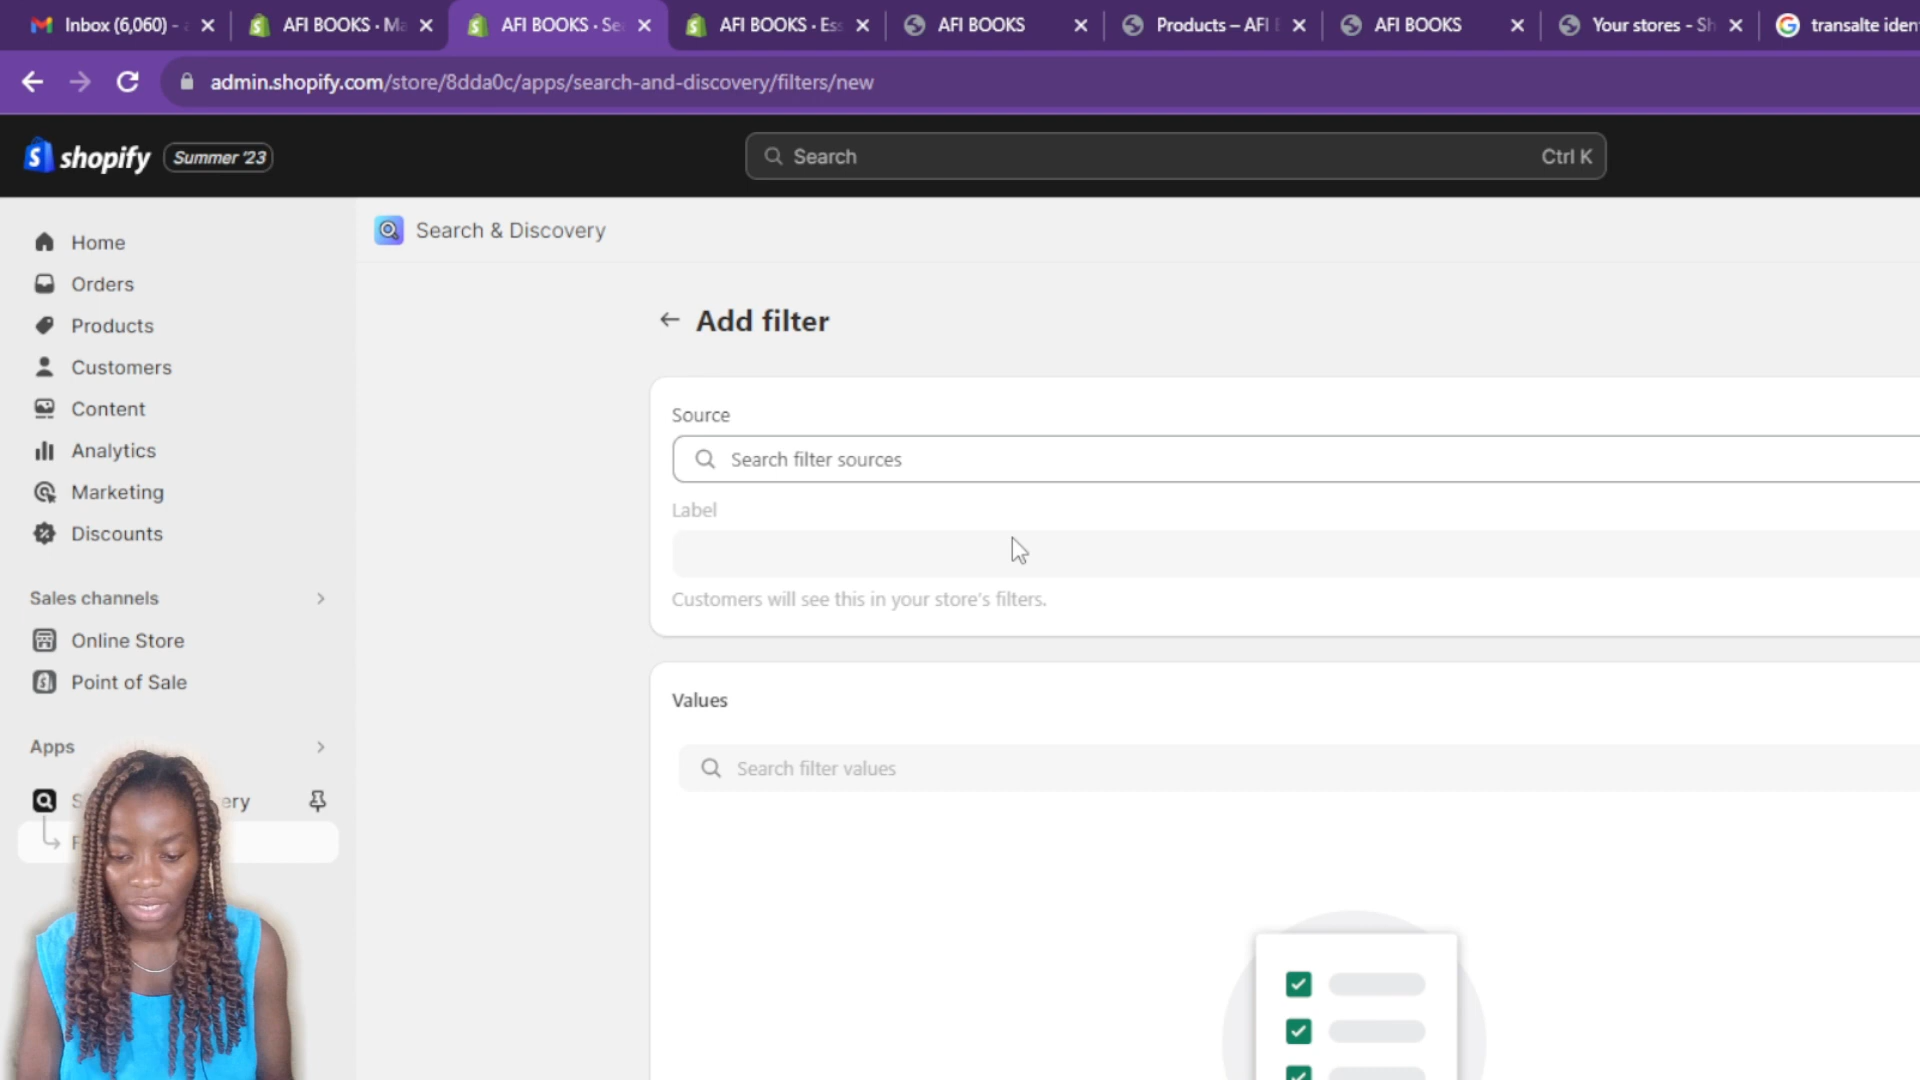 Inbox (6,060) -
AFI BOOKS · Ma
AFI BOOKS · Se
AFI BOOKS · Ess
AFI BOOKS
Products – AFI
AFI BOOKS
Your stores - Sh
transalte iden
admin.shopify.com/store/8dda0c/apps/search-and-discovery/filters/new
shopify
Summer '23
Search
Ctrl K
Home
Orders
Products
Customers
Content
Analytics
Marketing
Discounts
Sales channels
Online Store
Point of Sale
Apps
Search & Discovery
Add filter
Source
Search filter sources
Label
Customers will see this in your store's filters.
Values
Search filter values